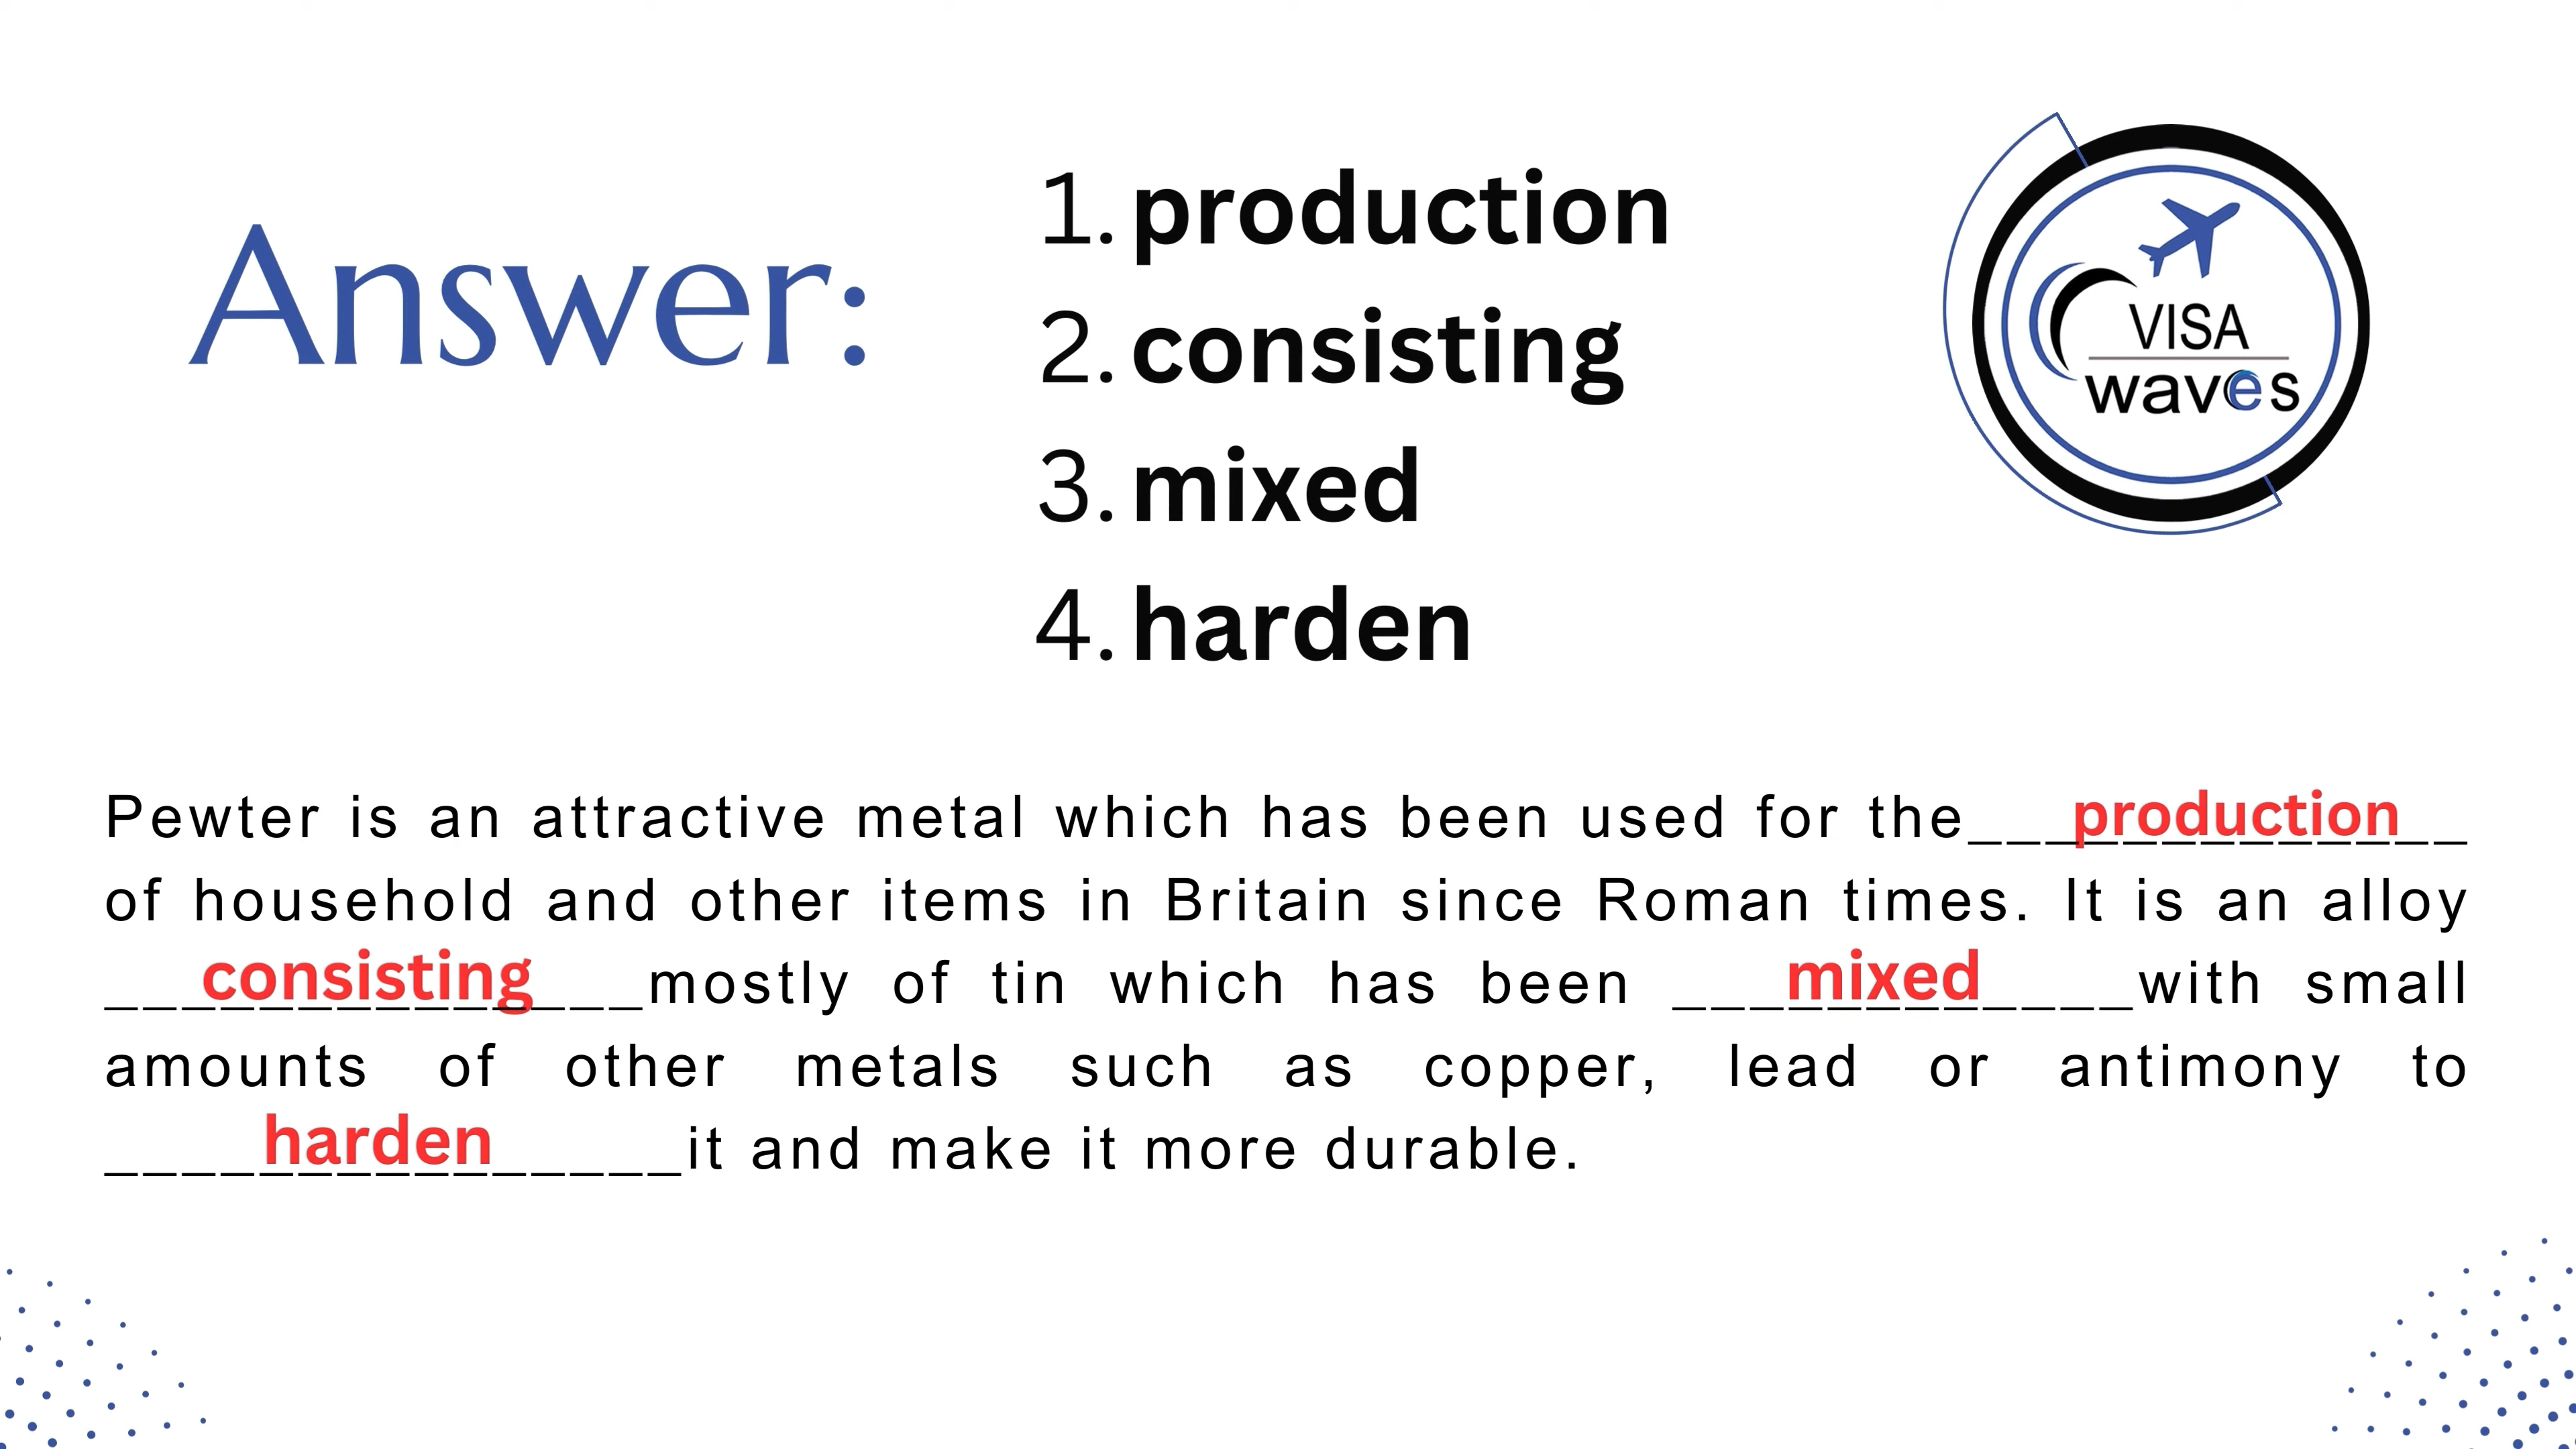 Answer:
1. production
2. consisting
3. mixed
4. harden
VISA
waves
Pewter is an attractive metal which has been used for the__production__
of household and other items in Britain since Roman times. It is an alloy
___consisting___mostly of tin which has been ___mixed____with small
amounts of other metals such as copper, lead or antimony to
____harden_____it and make it more durable.